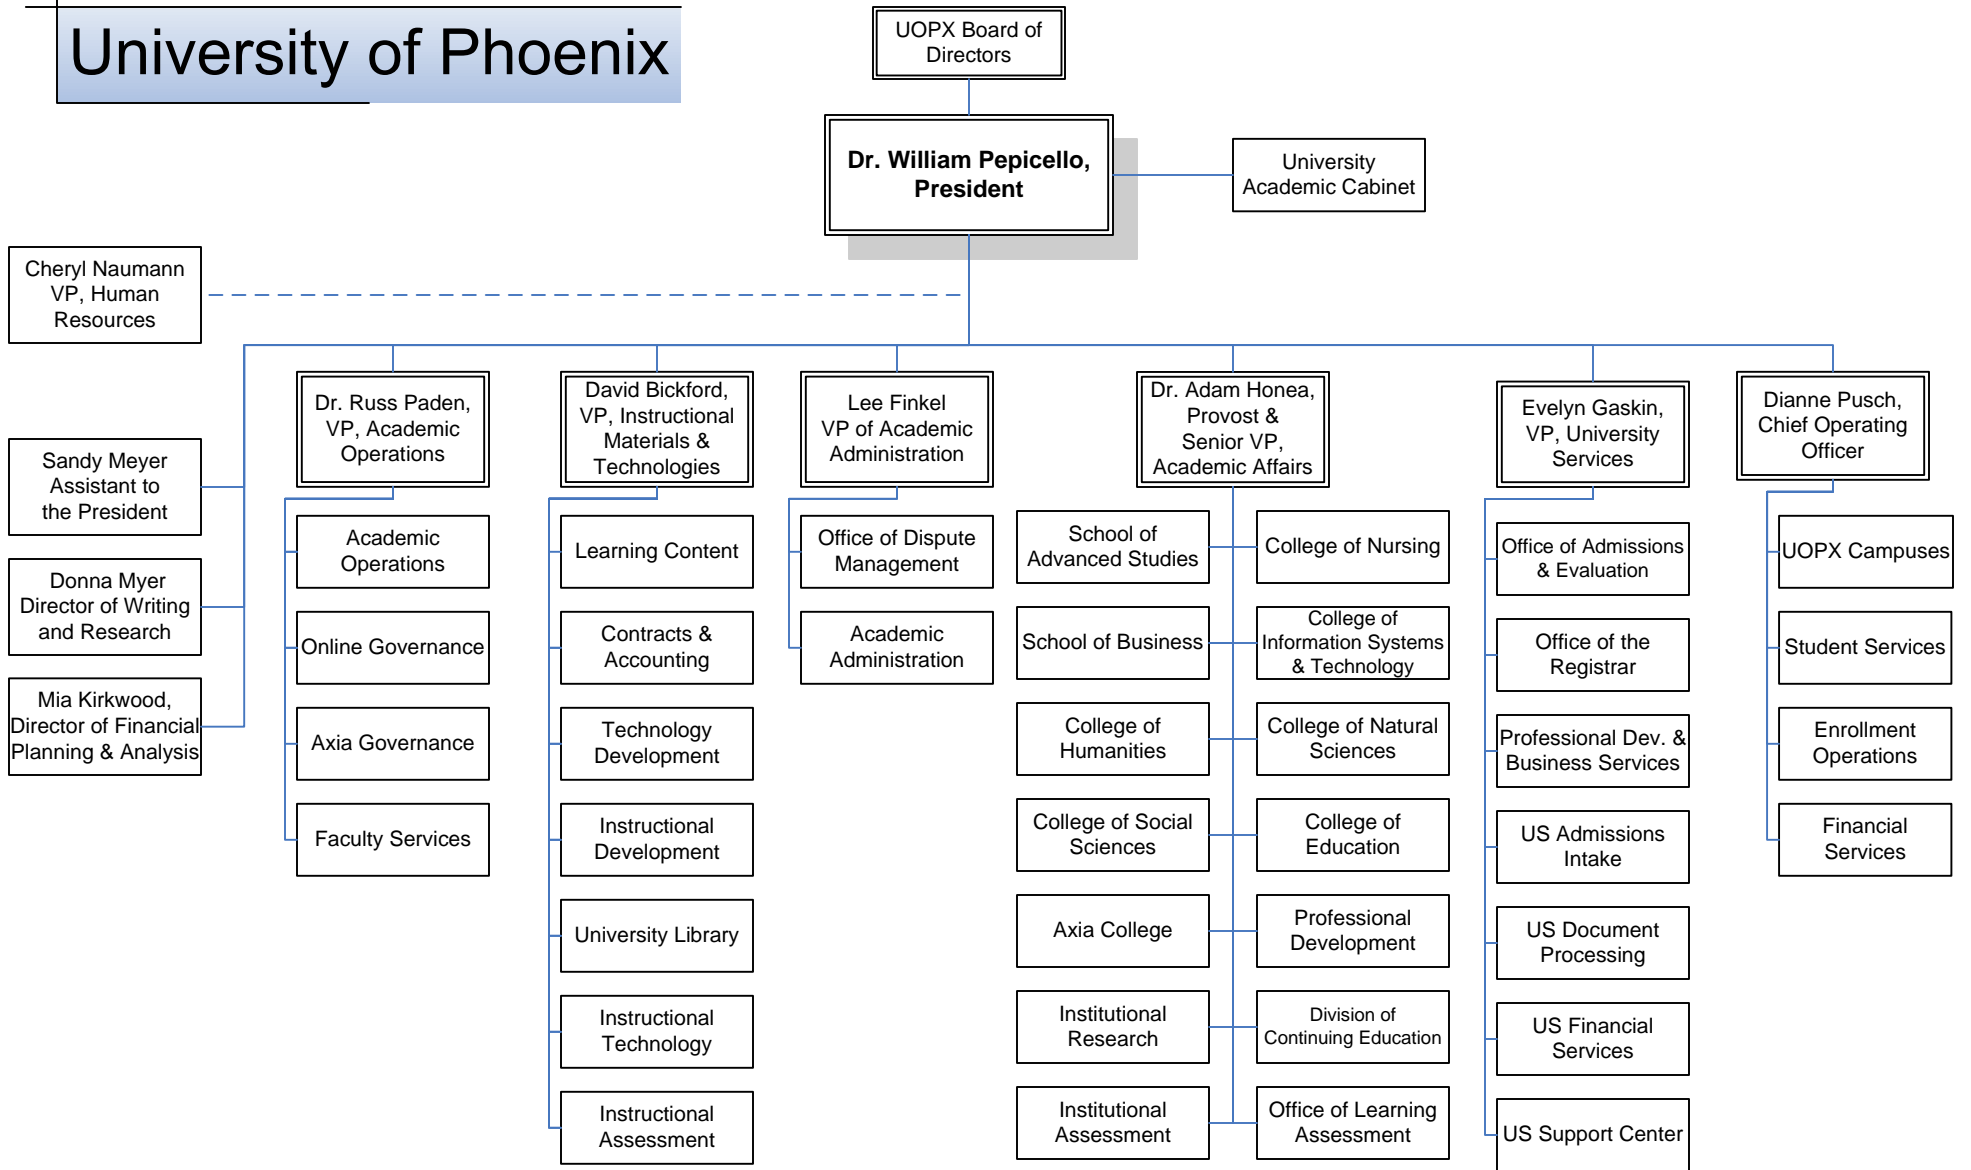 University of Phoenix
UOPX Board of
Directors
Dr. William Pepicello,
President
University
Academic Cabinet
Cheryl Naumann
VP, Human
Resources
Sandy Meyer
Assistant to
the President
Donna Myer
Director of Writing
and Research
Mia Kirkwood,
Director of Financial
Planning & Analysis
Dr. Russ Paden,
VP, Academic
Operations
Academic
Operations
Online Governance
Axia Governance
Faculty Services
David Bickford,
VP, Instructional
Materials &
Technologies
Learning Content
Contracts &
Accounting
Technology
Development
Instructional
Development
University Library
Instructional
Technology
Instructional
Assessment
Lee Finkel
VP of Academic
Administration
Office of Dispute
Management
Academic
Administration
Dr. Adam Honea,
Provost &
Senior VP,
Academic Affairs
School of
Advanced Studies
College of Nursing
School of Business
College of
Information Systems
& Technology
College of
Humanities
College of Natural
Sciences
College of Social
Sciences
College of
Education
Axia College
Professional
Development
Institutional
Research
Division of
Continuing Education
Institutional
Assessment
Office of Learning
Assessment
Evelyn Gaskin,
VP, University
Services
Office of Admissions
& Evaluation
Office of the
Registrar
Professional Dev. &
Business Services
US Admissions
Intake
US Document
Processing
US Financial
Services
US Support Center
Dianne Pusch,
Chief Operating
Officer
UOPX Campuses
Student Services
Enrollment
Operations
Financial
Services